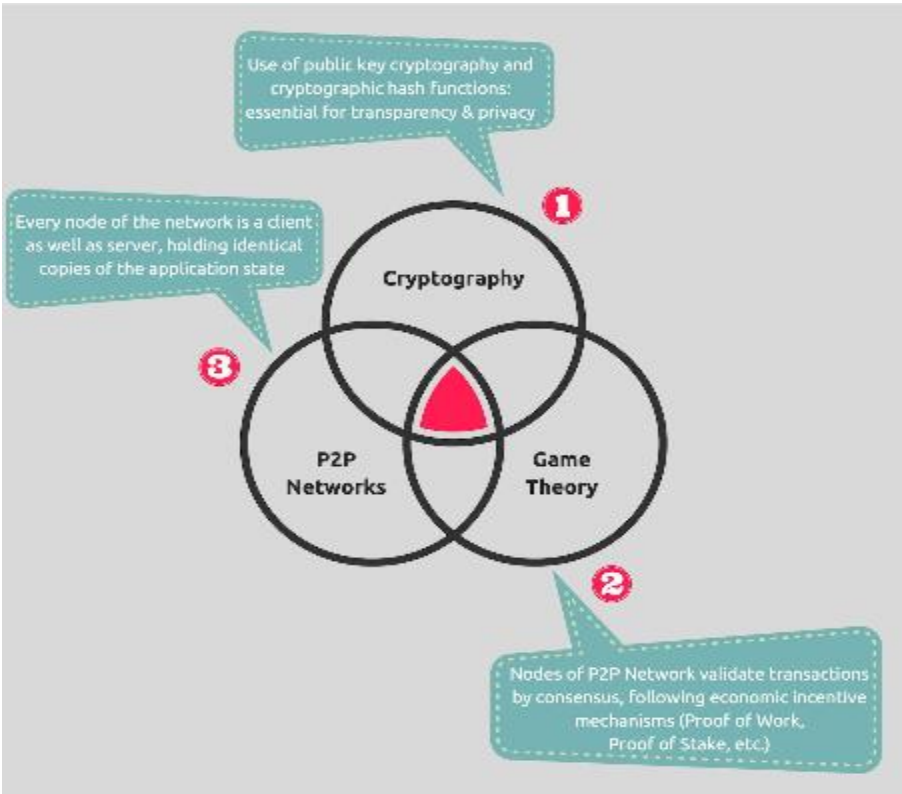 Use of public key cryptography and
cryptographic hash functions:
essential for transparency & privacy
1
Every node of the network is a client
as well as server, holding identical
copies of the application state
Cryptography
3
P2P
Networks
Game
Theory
2
Nodes of P2P Network validate transactions
by consensus, following economic incentive
mechanisms (Proof of Work,
Proof of Stake, etc.)